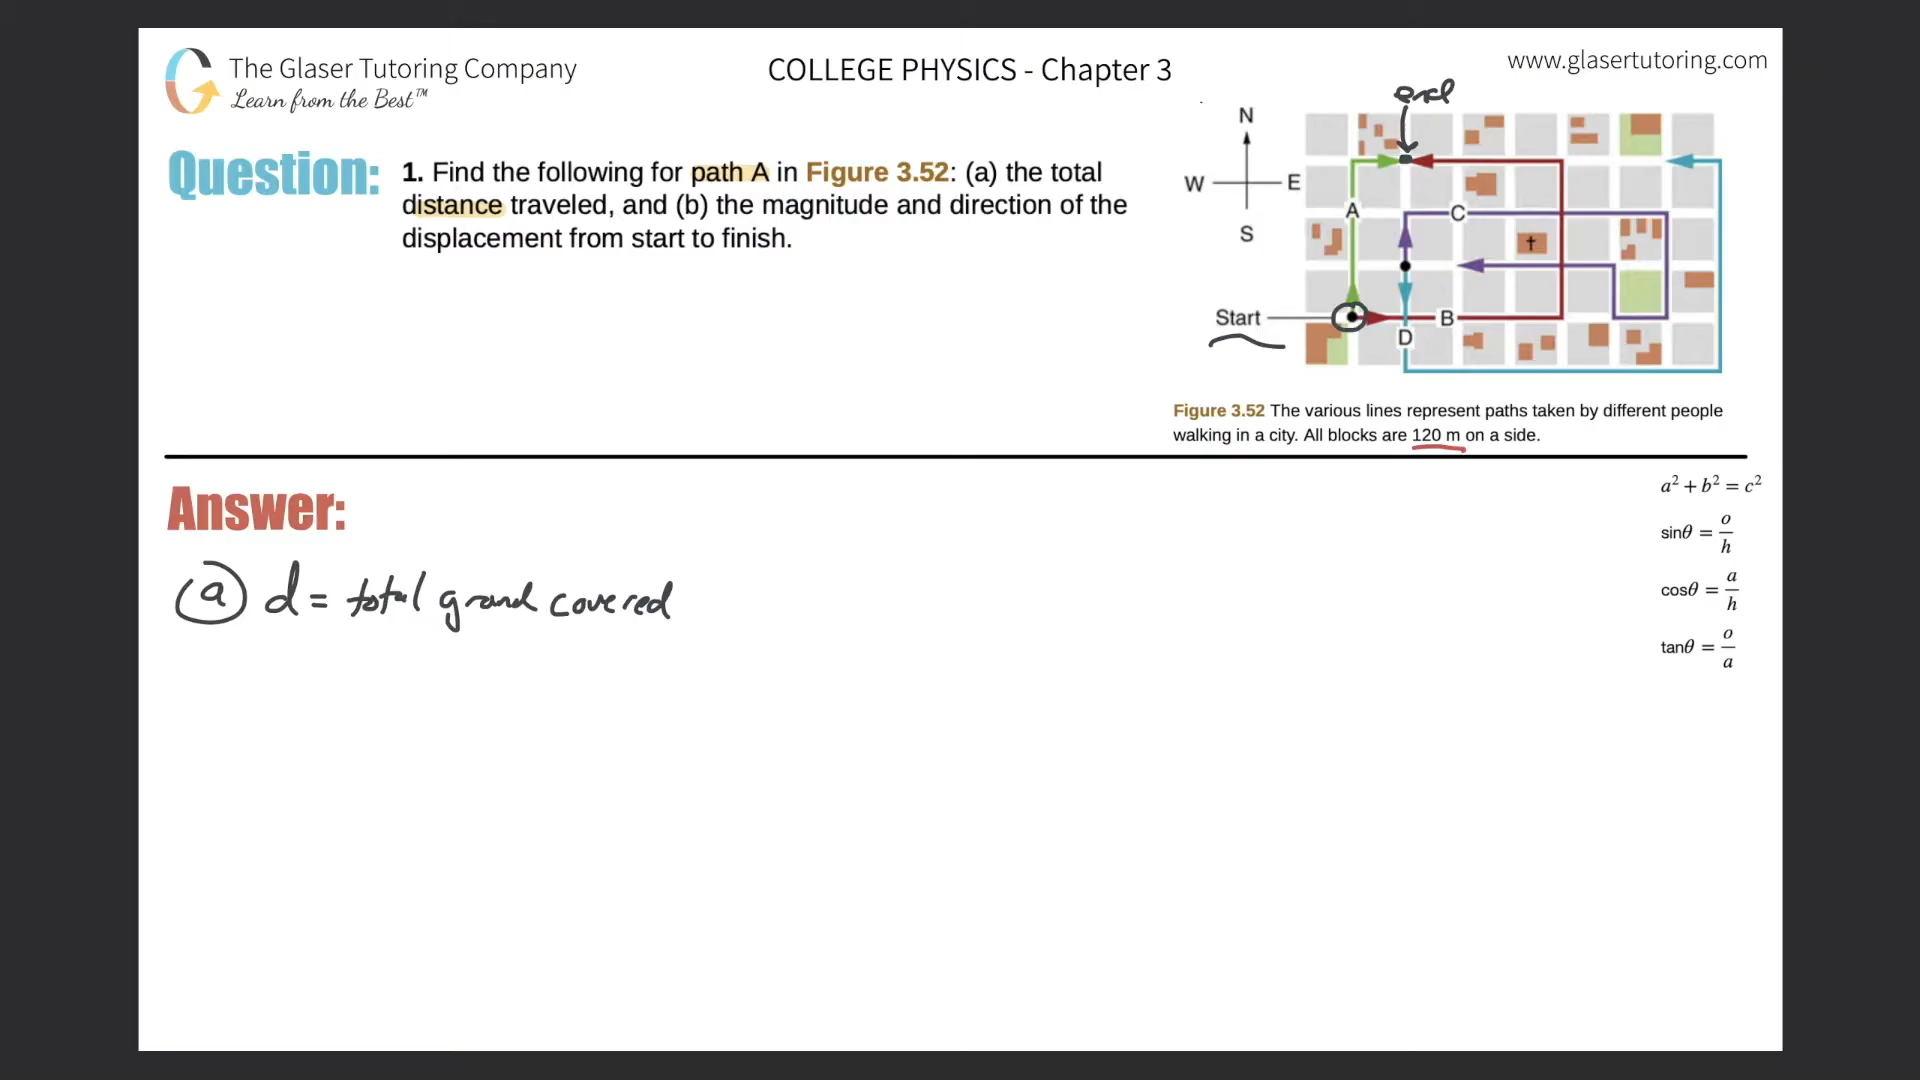 The Glaser Tutoring Company
Learn from the Best™
COLLEGE PHYSICS - Chapter 3
www.glasertutoring.com
Question:
1. Find the following for path A in Figure 3.52: (a) the total
distance traveled, and (b) the magnitude and direction of the
displacement from start to finish.
end
N
W E
S
A
C
Start
B
D
Figure 3.52 The various lines represent paths taken by different people
walking in a city. All blocks are 120 m on a side.
Answer:
(a) d = total grand covered
a² + b² = c²
sinθ = o/h
cosθ = a/h
tanθ = o/a